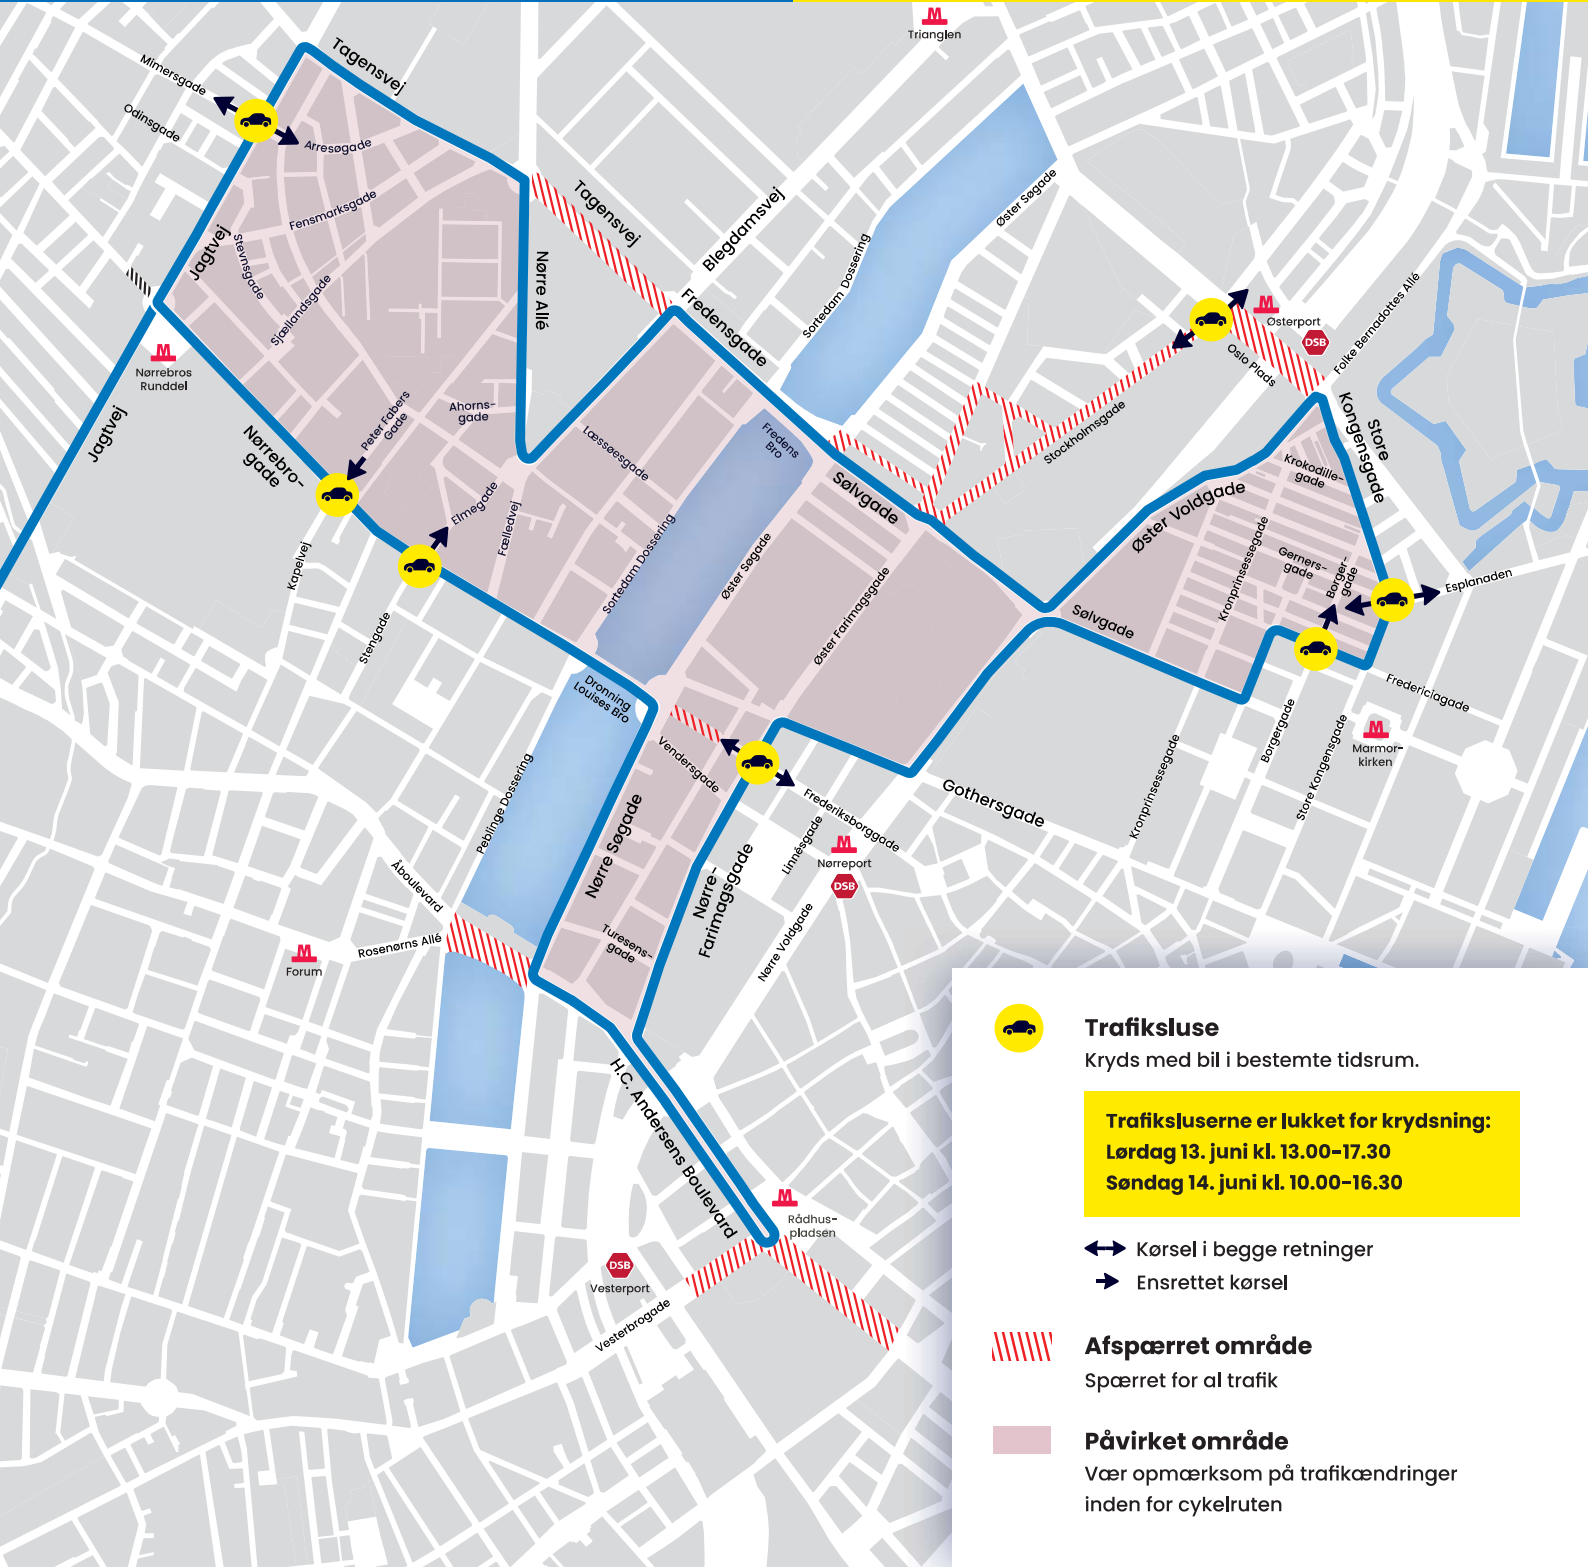 Trianglen
Tagensvej
Mimersgade
Odinsgade
Arresøgade
Fensmarksgade
Stevnsgade
Jagtvej
Sjællandsgade
Nørre Allé
Tagensvej
Blegdamsvej
Sortedam Dossering
Øster Søgade
Østerport
DSB
Oslo Plads
Folke Bernadottes Allé
Nørrebros
Runddel
Jagtvej
Nørrebro-
gade
Peter Fabers
Gade
Ahorns-
gade
Læssøesgade
Fredensgade
Fredens
Bro
Sølvgade
Stockholmsgade
Store
Kongensgade
Krokodille-
gade
Øster Voldgade
Kronprinsessegade
Gerners-
gade
Borger-
gade
Esplanaden
Elmegade
Fælledvej
Kapelvej
Stengade
Sortedam Dossering
Øster Søgade
Øster Farimagsgade
Sølvgade
Fredericiagade
Borgergade
Store Kongensgade
Marmor-
kirken
Kronprinsessegade
Dronning
Louises Bro
Vendersgade
Peblinge Dossering
Nørre Søgade
Frederiksborggade
Linnésgade
Gothersgade
Nørreport
DSB
Nørre-
Farimagsgade
Nørre Voldgade
Turesens-
gade
Åboulevard
Rosenørns Allé
Forum
H.C. Andersens Boulevard
Rådhus-
pladsen
DSB
Vesterport
Vesterbrogade
Trafiksluse
Kryds med bil i bestemte tidsrum.
Trafiksluserne er lukket for krydsning:
Lørdag 13. juni kl. 13.00-17.30
Søndag 14. juni kl. 10.00-16.30
Kørsel i begge retninger
Ensrettet kørsel
Afspærret område
Spærret for al trafik
Påvirket område
Vær opmærksom på trafikændringer
inden for cykelruten